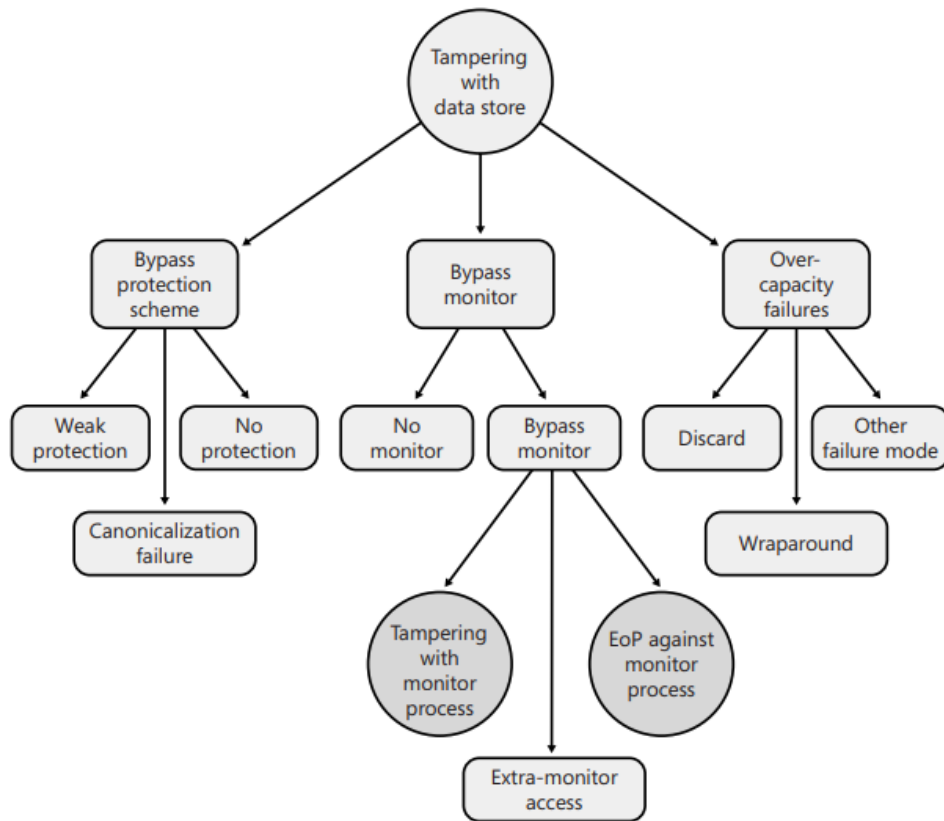 Tampering
with
data store
Bypass
protection
scheme
Bypass
monitor
Over-
capacity
failures
Weak
protection
No
protection
No
monitor
Bypass
monitor
Discard
Other
failure mode
Canonicalization
failure
Wraparound
Tampering
with
monitor
process
EoP against
monitor
process
Extra-monitor
access